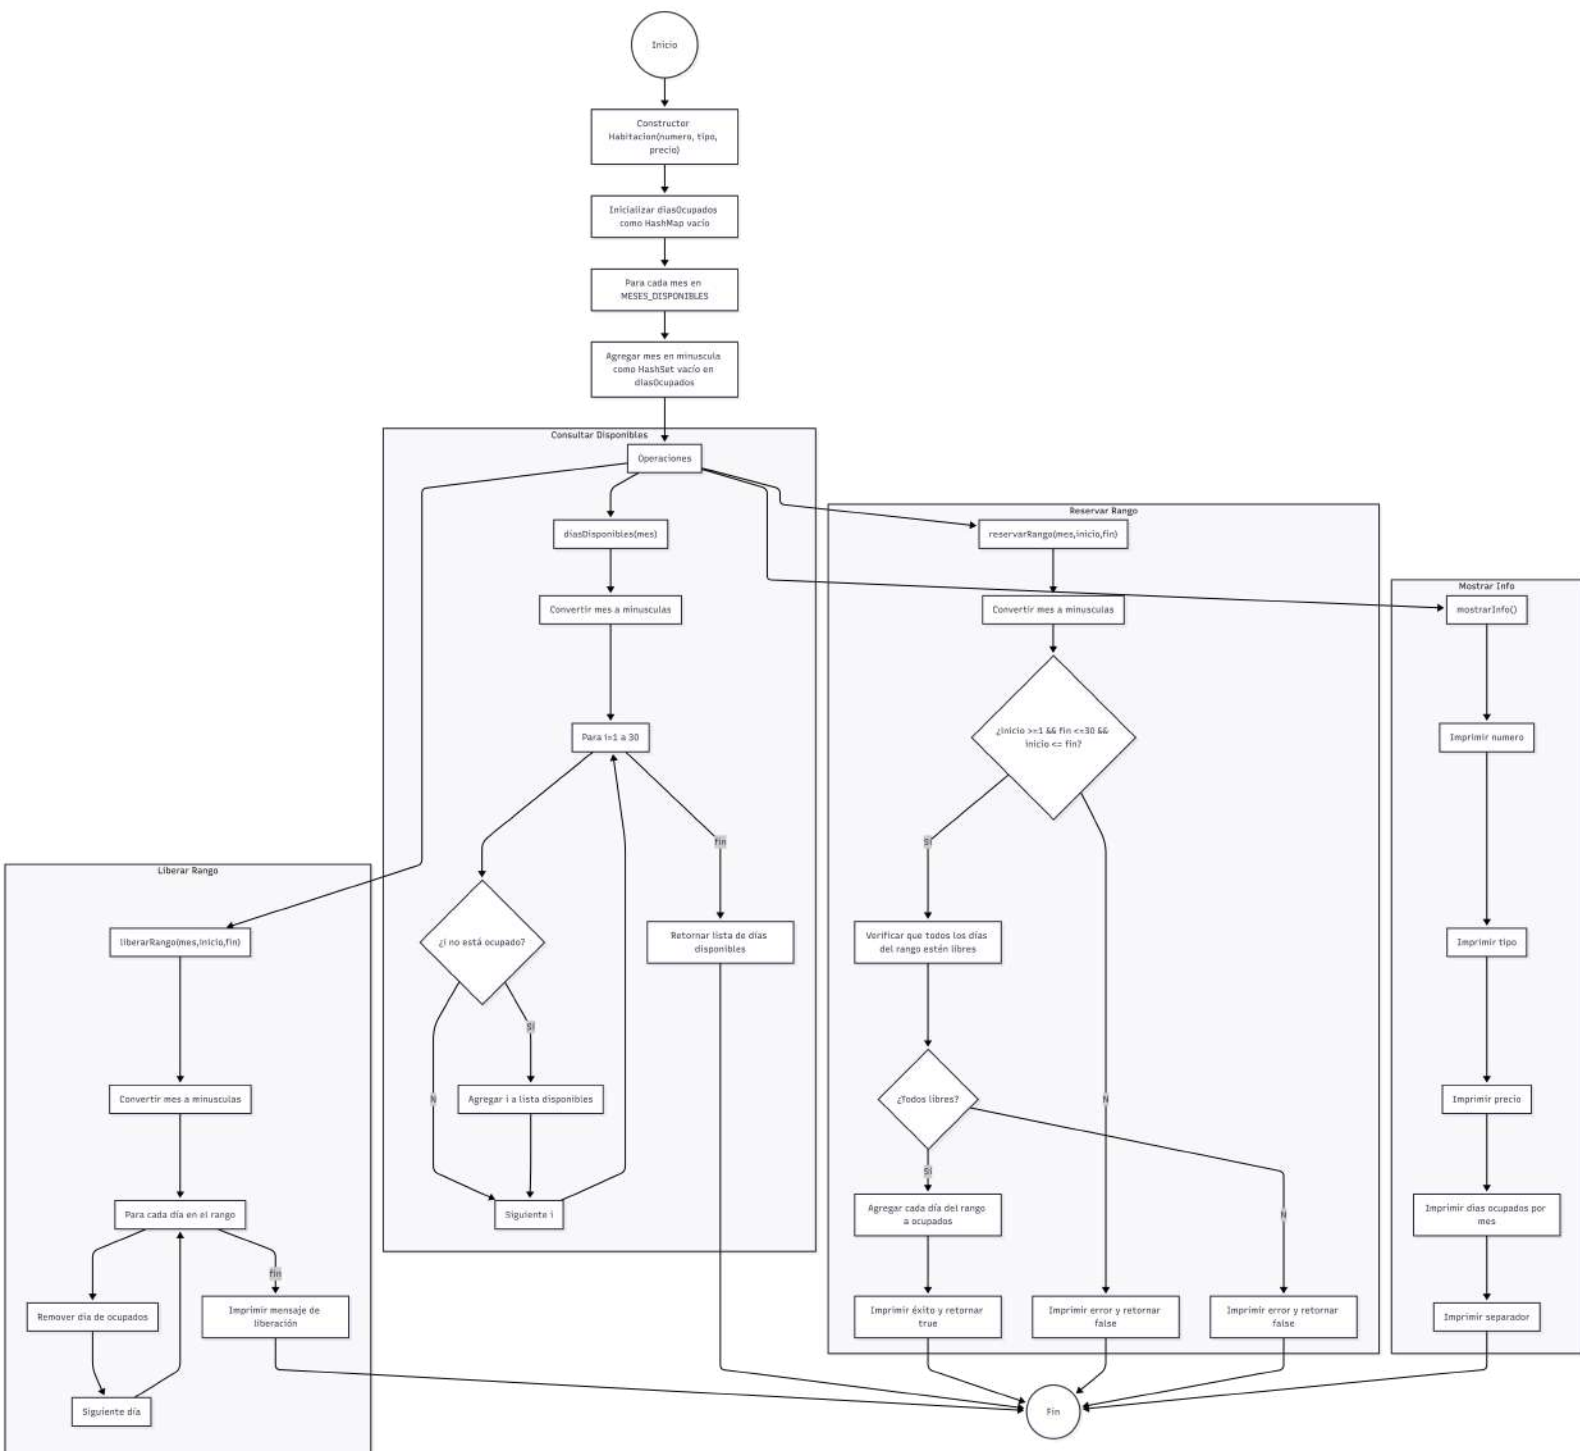 Inicio
Constructor
Habitacion(numero, tipo,
precio)
Inicializar diasOcupados
como HashMap vacío
Para cada mes en
MESES_DISPONIBLES
Agregar mes en minuscula
como HashSet vacío en
diasOcupados
Consultar Disponibles
Operaciones
diasDisponibles(mes)
Convertir mes a minusculas
Para i=1 a 30
fin
¿i no está ocupado?
Retornar lista de días
disponibles
Sí
N
Agregar i a lista disponibles
Siguiente i
Reservar Rango
reservarRango(mes,inicio,fin)
Convertir mes a minusculas
¿inicio >=1 && fin <=30 &&
inicio <= fin?
Sí
N
Verificar que todos los días
del rango estén libres
¿Todos libres?
Sí
N
Agregar cada día del rango
a ocupados
Imprimir éxito y retornar
true
Imprimir error y retornar
false
Imprimir error y retornar
false
Mostrar Info
mostrarInfo()
Imprimir numero
Imprimir tipo
Imprimir precio
Imprimir dias ocupados por
mes
Imprimir separador
Liberar Rango
liberarRango(mes,inicio,fin)
Convertir mes a minusculas
Para cada día en el rango
fin
Remover día de ocupados
Imprimir mensaje de
liberación
Siguiente día
Fin